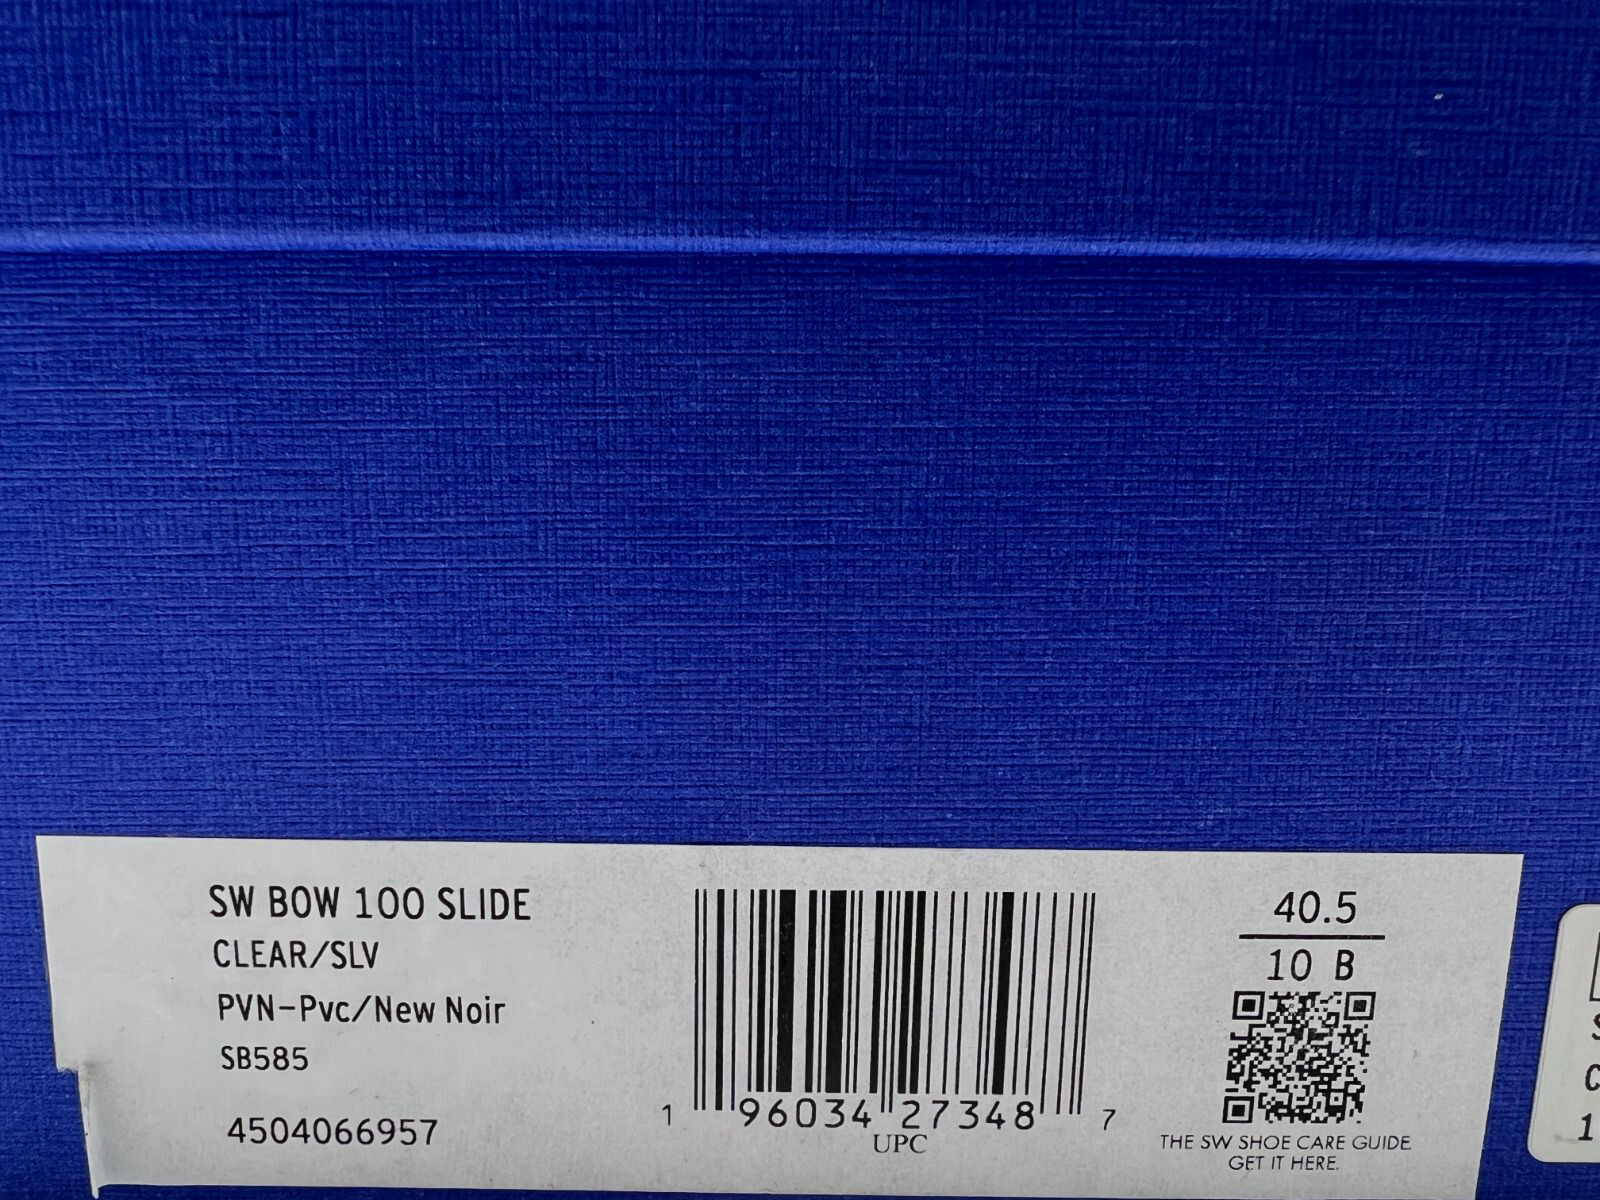 SW BOW 100 SLIDE
CLEAR/SLV
PVN-Pvc/New Noir
SB585
4504066957
1 96034 27348 7
UPC
40.5
10 B
THE SW SHOE CARE GUIDE
GET IT HERE.